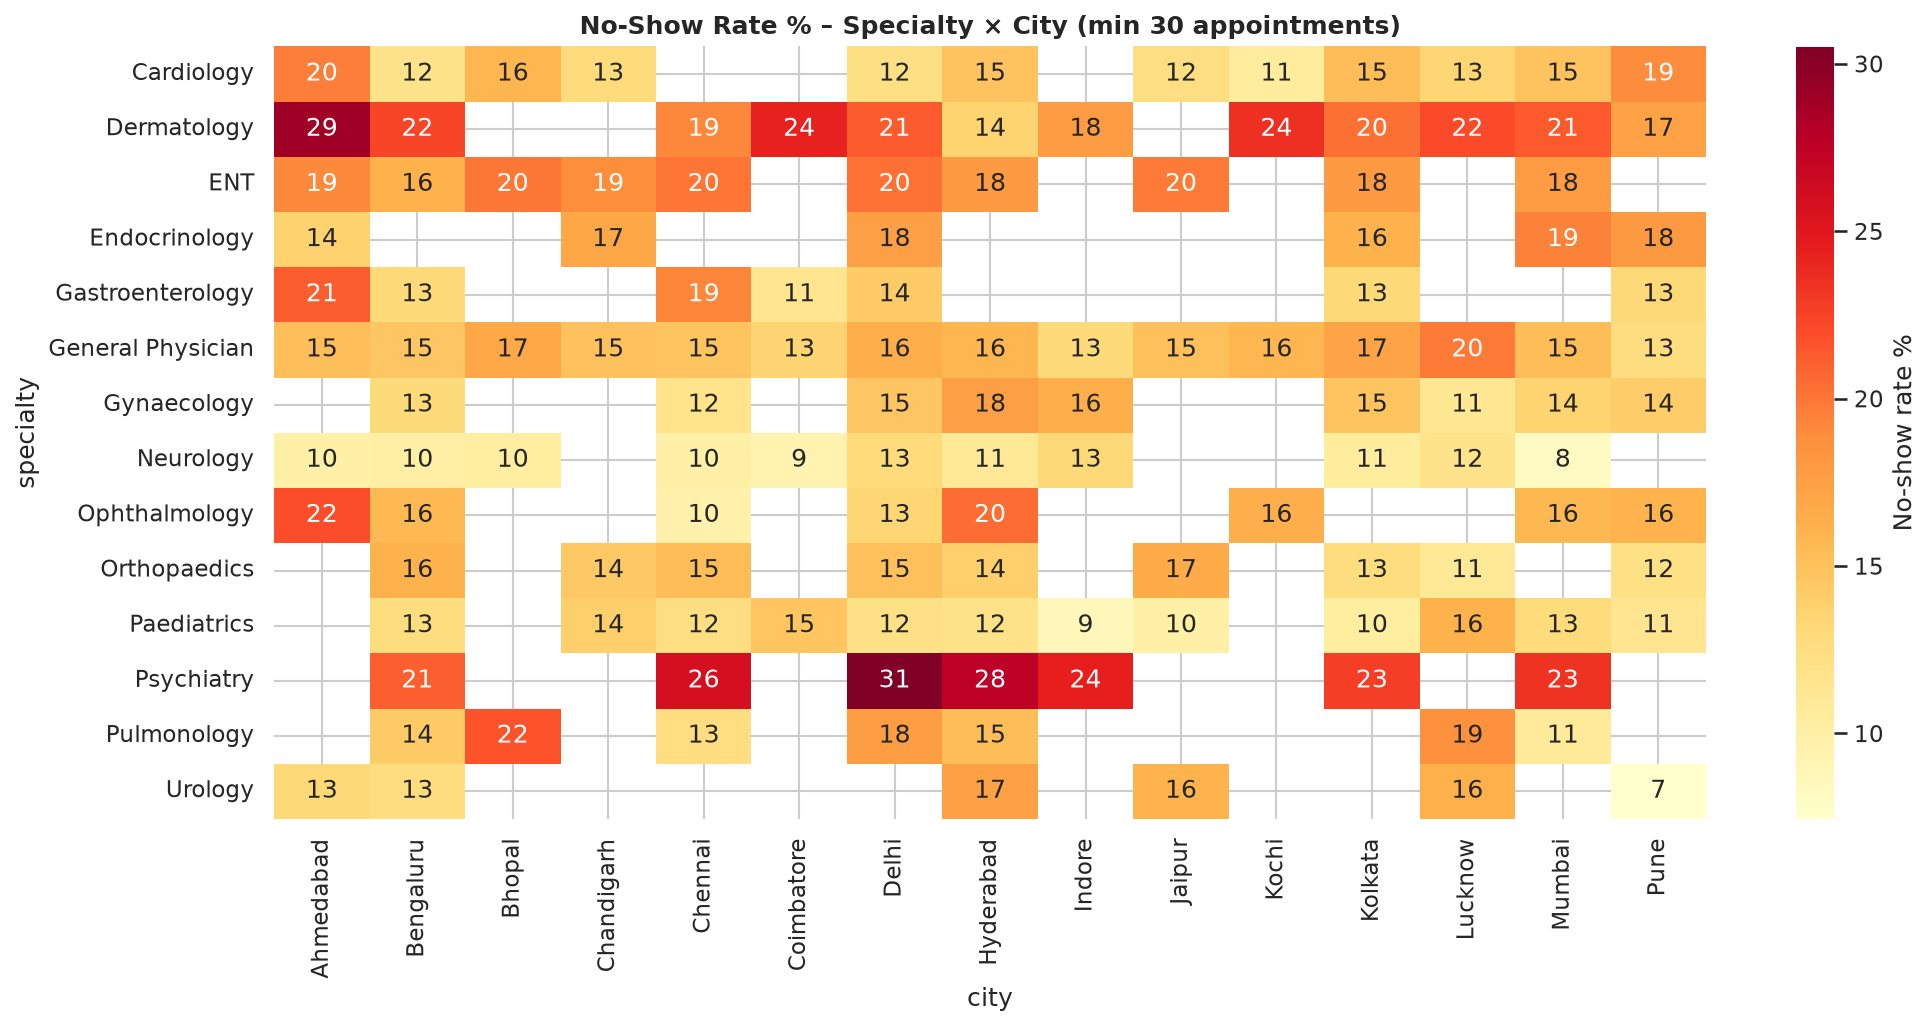 No-Show Rate % – Specialty × City (min 30 appointments)
specialty
Cardiology 20 12 16 13 12 15 12 11 15 13 15 19
Dermatology 29 22 19 24 21 14 18 24 20 22 21 17
ENT 19 16 20 19 20 20 18 20 18 18
Endocrinology 14 17 18 16 19 18
Gastroenterology 21 13 19 11 14 13 13
General Physician 15 15 17 15 15 13 16 16 13 15 16 17 20 15 13
Gynaecology 13 12 15 18 16 15 11 14 14
Neurology 10 10 10 10 9 13 11 13 11 12 8
Ophthalmology 22 16 10 13 20 16 16 16
Orthopaedics 16 14 15 15 14 17 13 11 12
Paediatrics 13 14 12 15 12 12 9 10 10 16 13 11
Psychiatry 21 26 31 28 24 23 23
Pulmonology 14 22 13 18 15 19 11
Urology 13 13 17 16 16 7
Ahmedabad Bengaluru Bhopal Chandigarh Chennai Coimbatore Delhi Hyderabad Indore Jaipur Kochi Kolkata Lucknow Mumbai Pune
city
30
25
20
15
10
No-show rate %